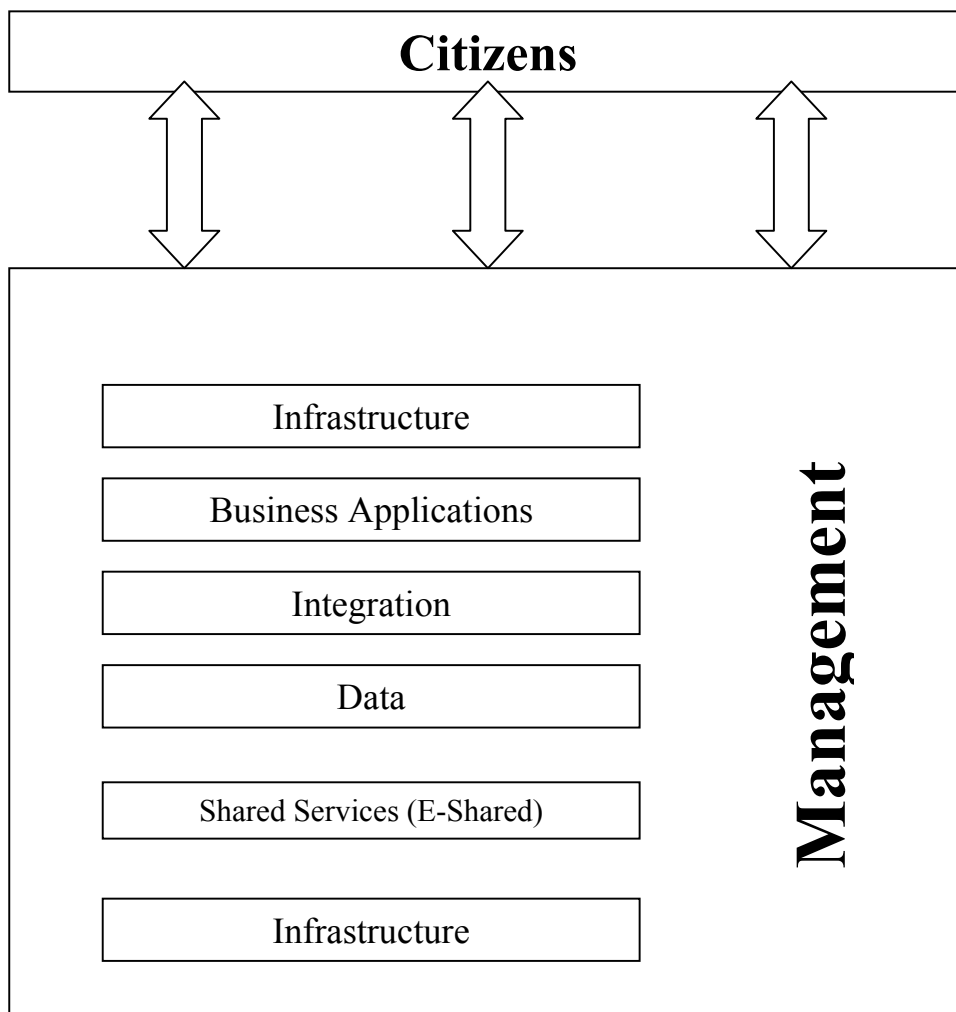 Citizens
Infrastructure
Business Applications
Integration
Data
Shared Services (E-Shared)
Infrastructure
Management